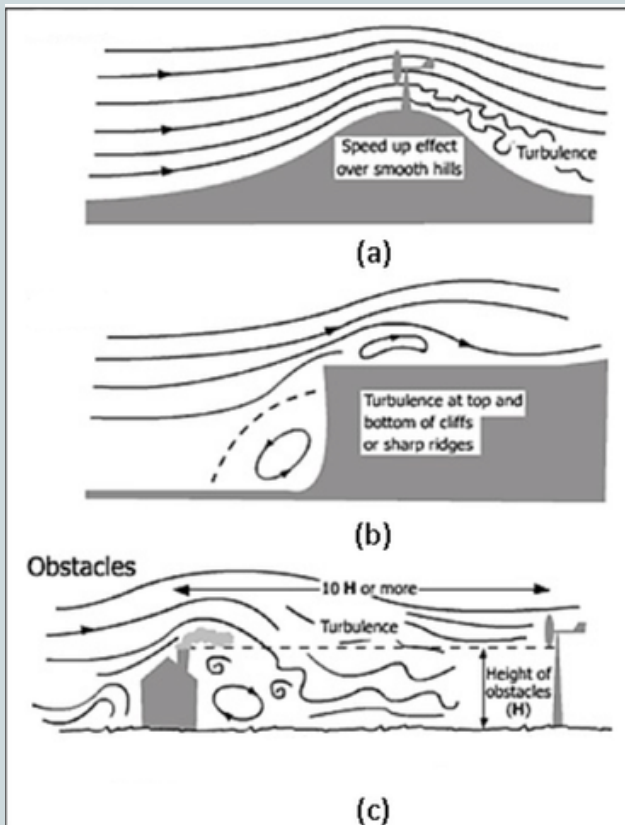 Speed up effect
over smooth hills
Turbulence
(a)
Turbulence at top and
bottom of cliffs
or sharp ridges
(b)
Obstacles
10 H or more
Turbulence
Height of
obstacles
(H)
(c)